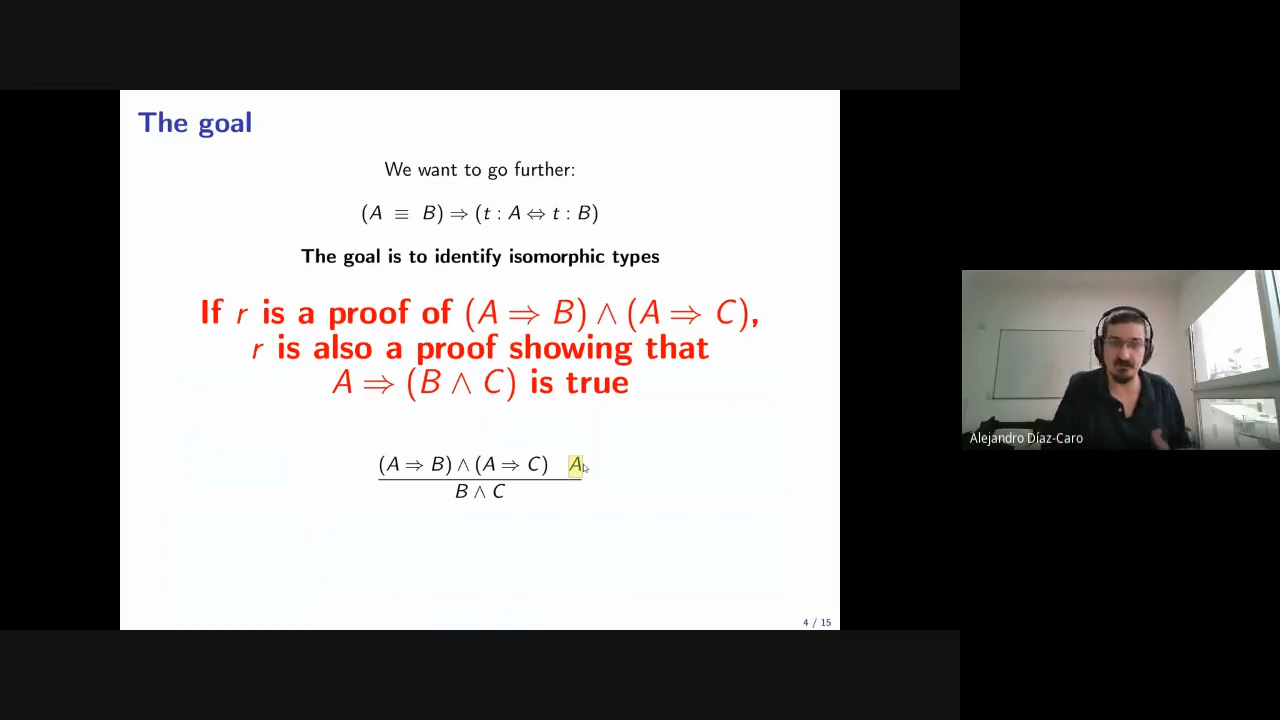 The goal
We want to go further:
(A ≡ B) ⇒ (t : A ⇔ t : B)
The goal is to identify isomorphic types
If r is a proof of (A ⇒ B) ∧ (A ⇒ C),
r is also a proof showing that
A ⇒ (B ∧ C) is true
(A ⇒ B) ∧ (A ⇒ C) A
B ∧ C
4 / 15
Alejandro Díaz-Caro